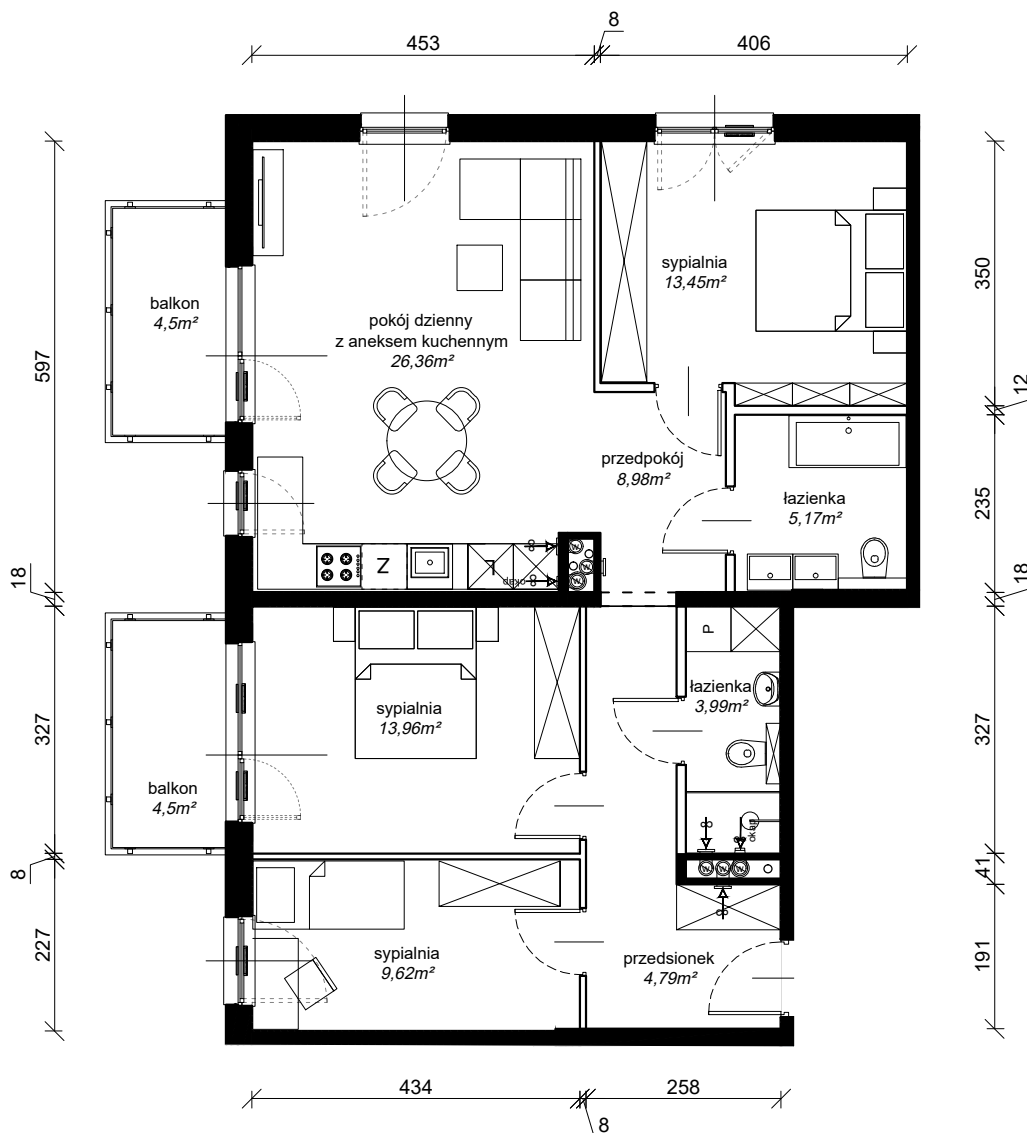 8
453
406
597
350
balkon
4,5m²
sypialnia
13,45m²
pokój dzienny
z aneksem kuchennym
26,36m²
12
przedpokój
8,98m²
łazienka
5,17m²
235
Z
L
okap
18
18
P
łazienka
3,99m²
sypialnia
13,96m²
327
327
balkon
4,5m²
okap
8
41
227
191
sypialnia
9,62m²
przedsionek
4,79m²
434
258
8